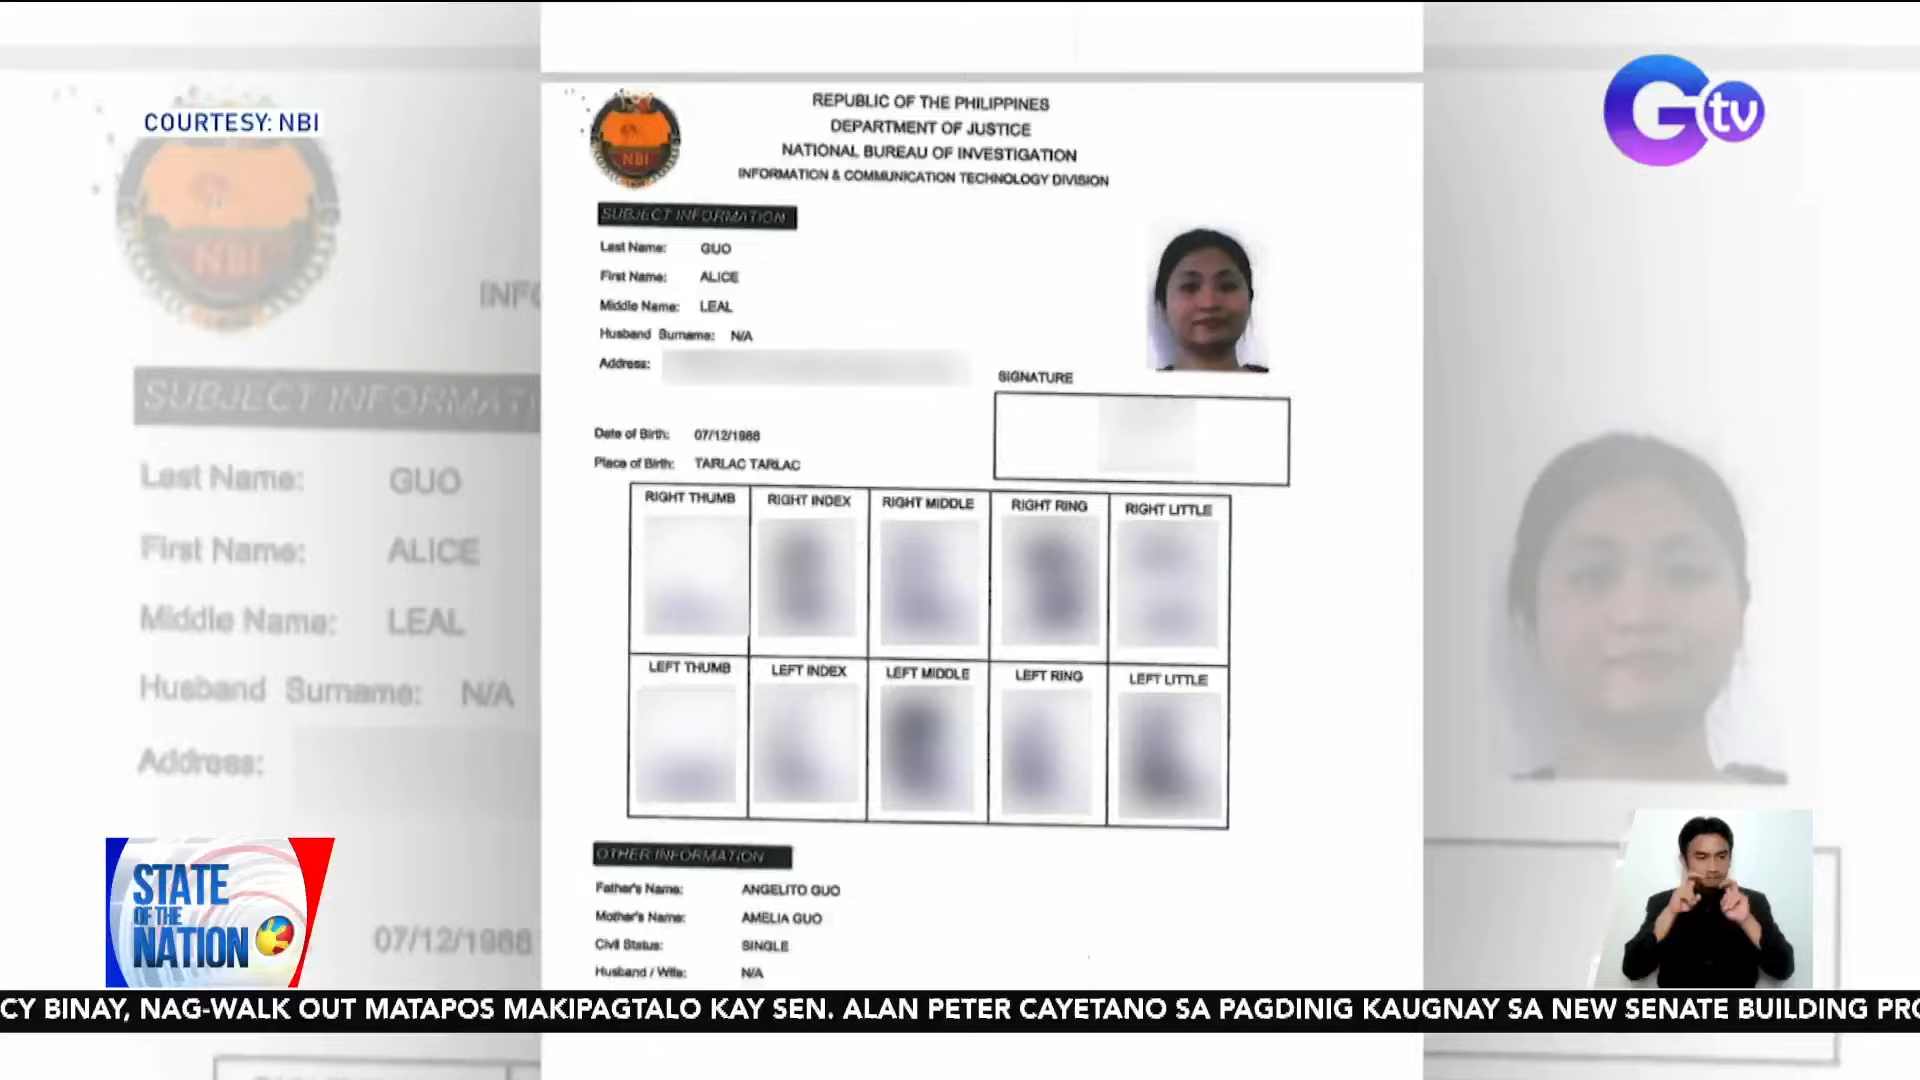 COURTESY: NBI
Gtv
NBI
REPUBLIC OF THE PHILIPPINES
DEPARTMENT OF JUSTICE
NATIONAL BUREAU OF INVESTIGATION
INFORMATION & COMMUNICATION TECHNOLOGY DIVISION
SUBJECT INFORMATION
Last Name: GUO
First Name: ALICE
Middle Name: LEAL
Husband Surname: N/A
Address:
SIGNATURE
Date of Birth: 07/12/1988
Place of Birth: TARLAC TARLAC
RIGHT THUMB RIGHT INDEX RIGHT MIDDLE RIGHT RING RIGHT LITTLE
LEFT THUMB LEFT INDEX LEFT MIDDLE LEFT RING LEFT LITTLE
OTHER INFORMATION
Father's Name: ANGELITO GUO
Mother's Name: AMELIA GUO
Civil Status: SINGLE
Husband / Wife: N/A
NBI
INFO
SUBJECT INFORMATI
Last Name: GUO
First Name: ALICE
Middle Name: LEAL
Husband Surname: N/A
Address:
07/12/1988
STATE
OF THE
NATION
CY BINAY, NAG-WALK OUT MATAPOS MAKIPAGTALO KAY SEN. ALAN PETER CAYETANO SA PAGDINIG KAUGNAY SA NEW SENATE BUILDING PRO